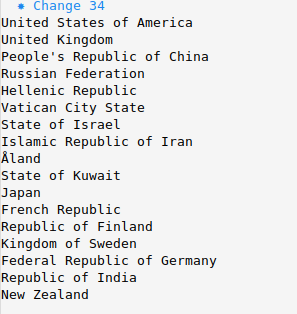 ✸ Change 34
United States of America
United Kingdom
People's Republic of China
Russian Federation
Hellenic Republic
Vatican City State
State of Israel
Islamic Republic of Iran
Åland
State of Kuwait
Japan
French Republic
Republic of Finland
Kingdom of Sweden
Federal Republic of Germany
Republic of India
New Zealand